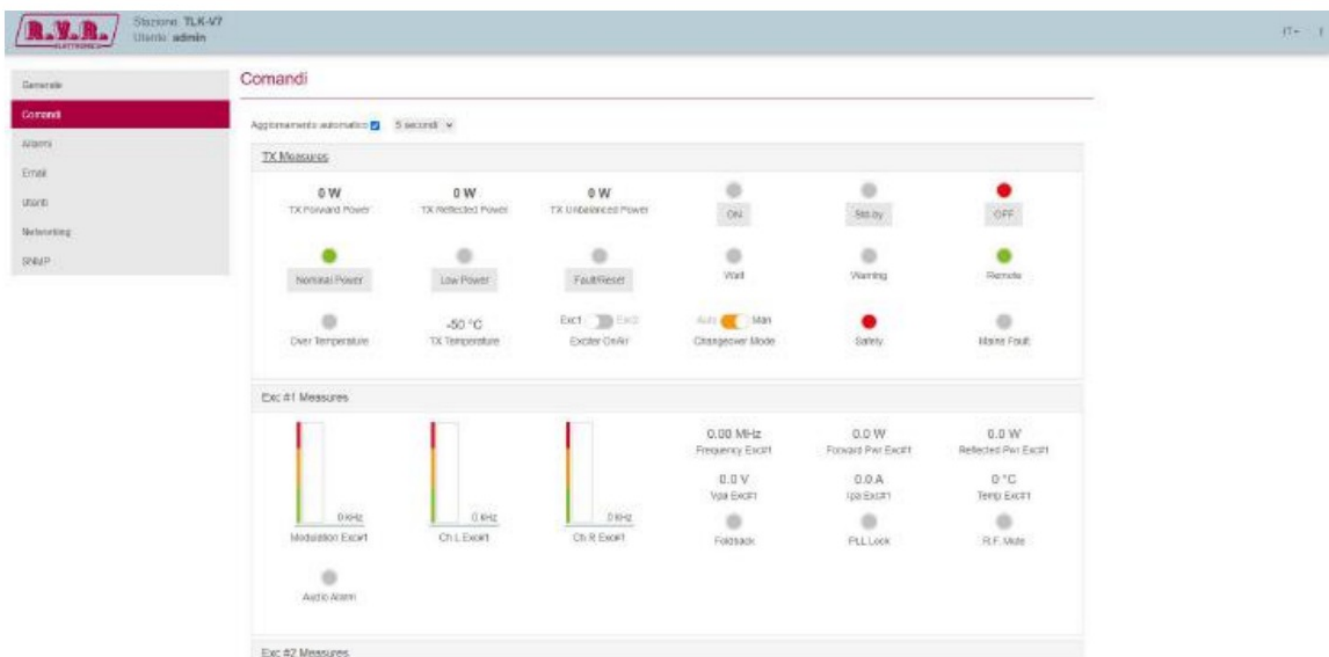 R.V.R.
ELETTRONICA
Stazione: TLK-V7
Utente: admin
IT
Generale
Comandi
Allarmi
Email
Utenti
Networking
SNMP
Comandi
Aggiornamento automatico 5 secondi
TX Measures
0 W 0 W 0 W
TX Forward Power TX Reflected Power TX Unbalanced Power ON Std-by OFF
Nominal Power Low Power Fault/Reset Wait Warning Remote
-50 °C Exc1 Exc2 Auto Man
Over Temperature TX Temperature Exciter OnAir Changeover Mode Safety Mains Fault
Exc #1 Measures
0.00 MHz 0.0 W 0.0 W
Frequency Exc#1 Forward Pwr Exc#1 Reflected Pwr Exc#1
0.0 V 0.0 A 0 °C
Vpa Exc#1 Ipa Exc#1 Temp Exc#1
0 kHz 0 kHz 0 kHz
Modulation Exc#1 Ch L Exc#1 Ch R Exc#1 Foldback PLL Lock R.F. Mute
Audio Alarm
Exc #2 Measures